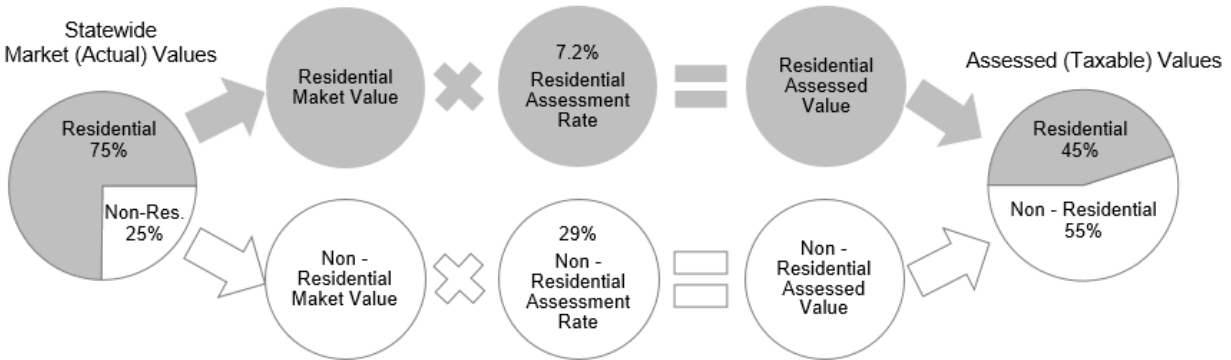 Statewide
Market (Actual) Values
Residential
75%
Non-Res.
25%
Residential
Maket Value
7.2%
Residential
Assessment
Rate
Residential
Assessed
Value
Non -
Residential
Maket Value
29%
Non -
Residential
Assessment
Rate
Non -
Residential
Assessed
Value
Assessed (Taxable) Values
Residential
45%
Non - Residential
55%